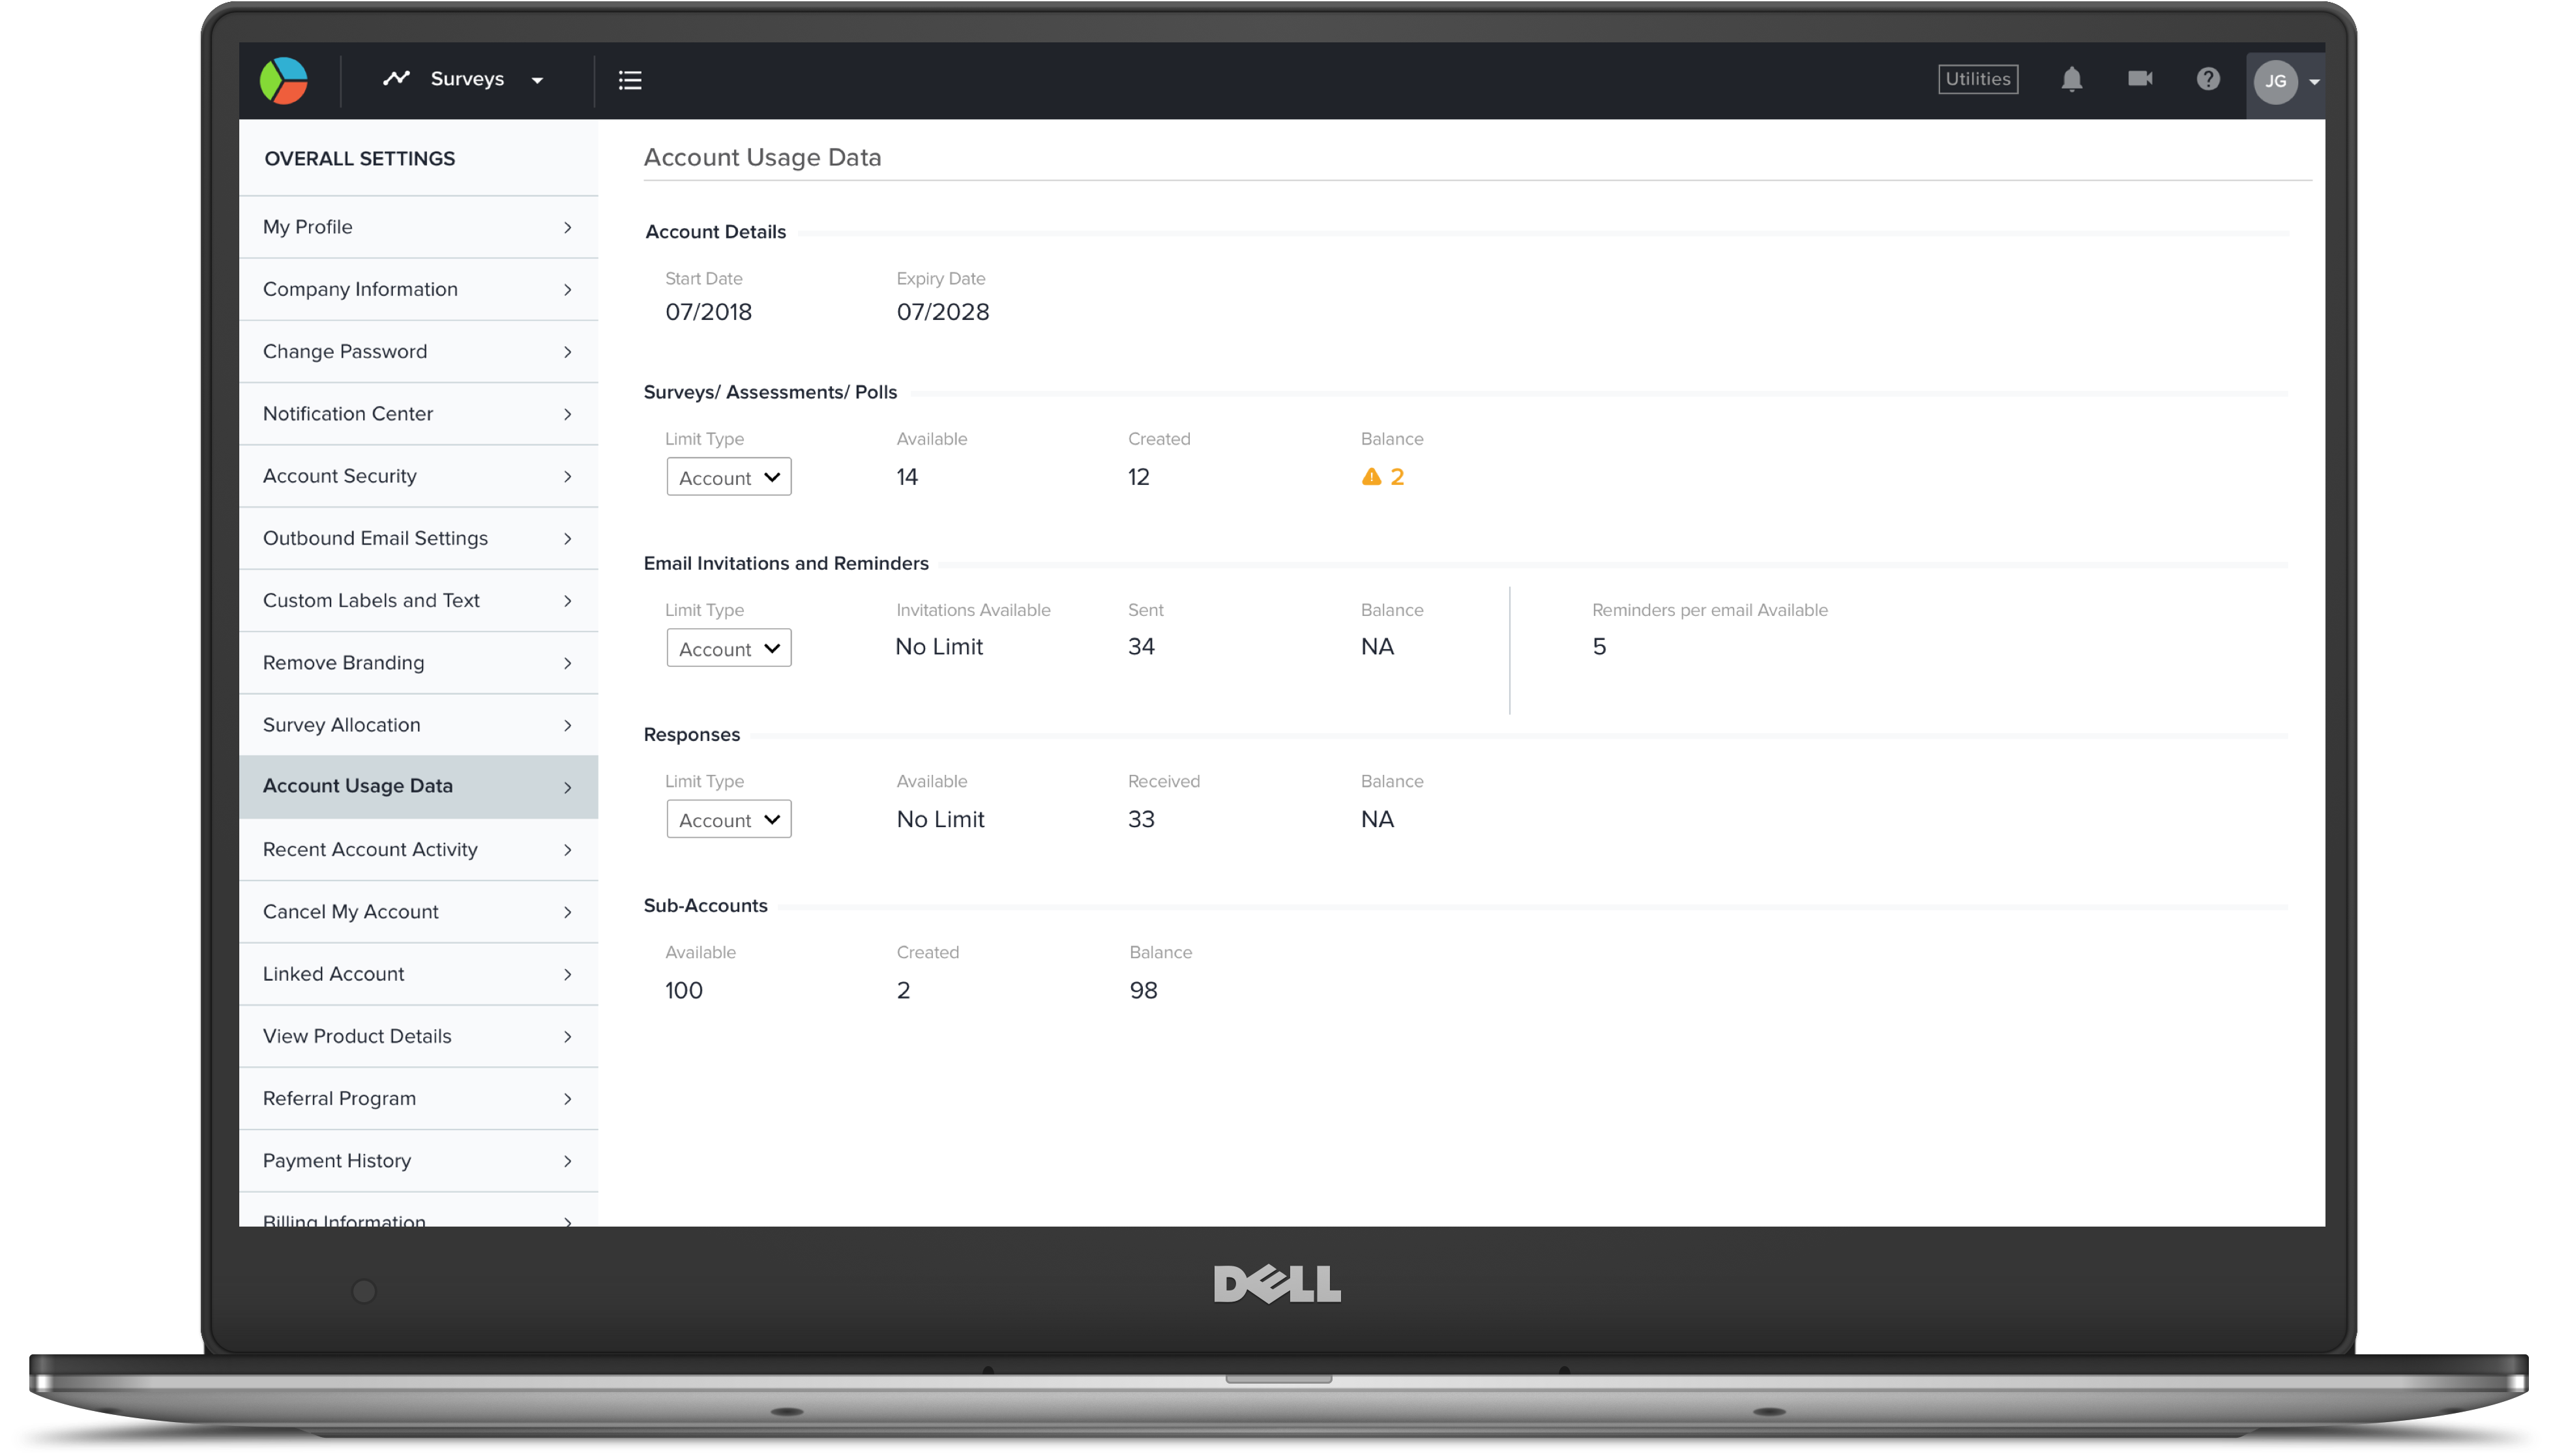 Surveys
Utilities
JG
OVERALL SETTINGS
My Profile
Company Information
Change Password
Notification Center
Account Security
Outbound Email Settings
Custom Labels and Text
Remove Branding
Survey Allocation
Account Usage Data
Recent Account Activity
Cancel My Account
Linked Account
View Product Details
Referral Program
Payment History
Billing Information
Account Usage Data
Account Details
Start Date Expiry Date
07/2018 07/2028
Surveys/ Assessments/ Polls
Limit Type Available Created Balance
Account 14 12 2
Email Invitations and Reminders
Limit Type Invitations Available Sent Balance Reminders per email Available
Account No Limit 34 NA 5
Responses
Limit Type Available Received Balance
Account No Limit 33 NA
Sub-Accounts
Available Created Balance
100 2 98
DELL